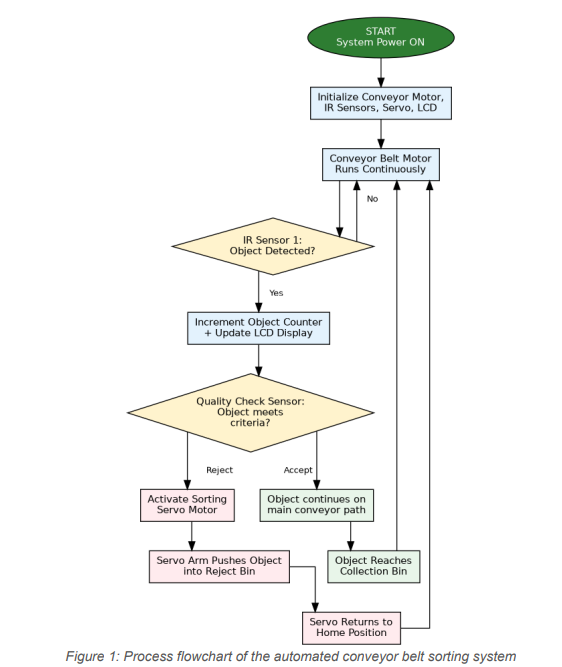 START
System Power ON
Initialize Conveyor Motor,
IR Sensors, Servo, LCD
Conveyor Belt Motor
Runs Continuously
No
IR Sensor 1:
Object Detected?
Yes
Increment Object Counter
+ Update LCD Display
Quality Check Sensor:
Object meets
criteria?
Reject
Accept
Activate Sorting
Servo Motor
Object continues on
main conveyor path
Servo Arm Pushes Object
into Reject Bin
Object Reaches
Collection Bin
Servo Returns to
Home Position
Figure 1: Process flowchart of the automated conveyor belt sorting system